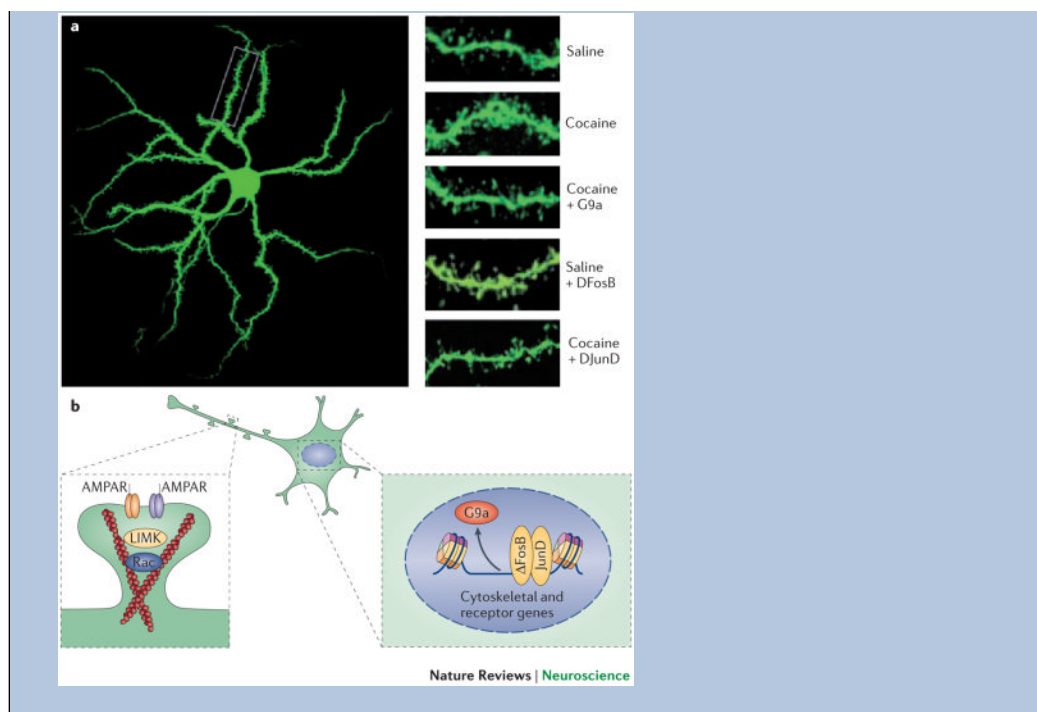 a
Saline
Cocaine
Cocaine
+ G9a
Saline
+ DFosB
Cocaine
+ DJunD
b
AMPAR
AMPAR
LIMK
Rac
G9a
ΔFosB
JunD
Cytoskeletal and
receptor genes
Nature Reviews | Neuroscience